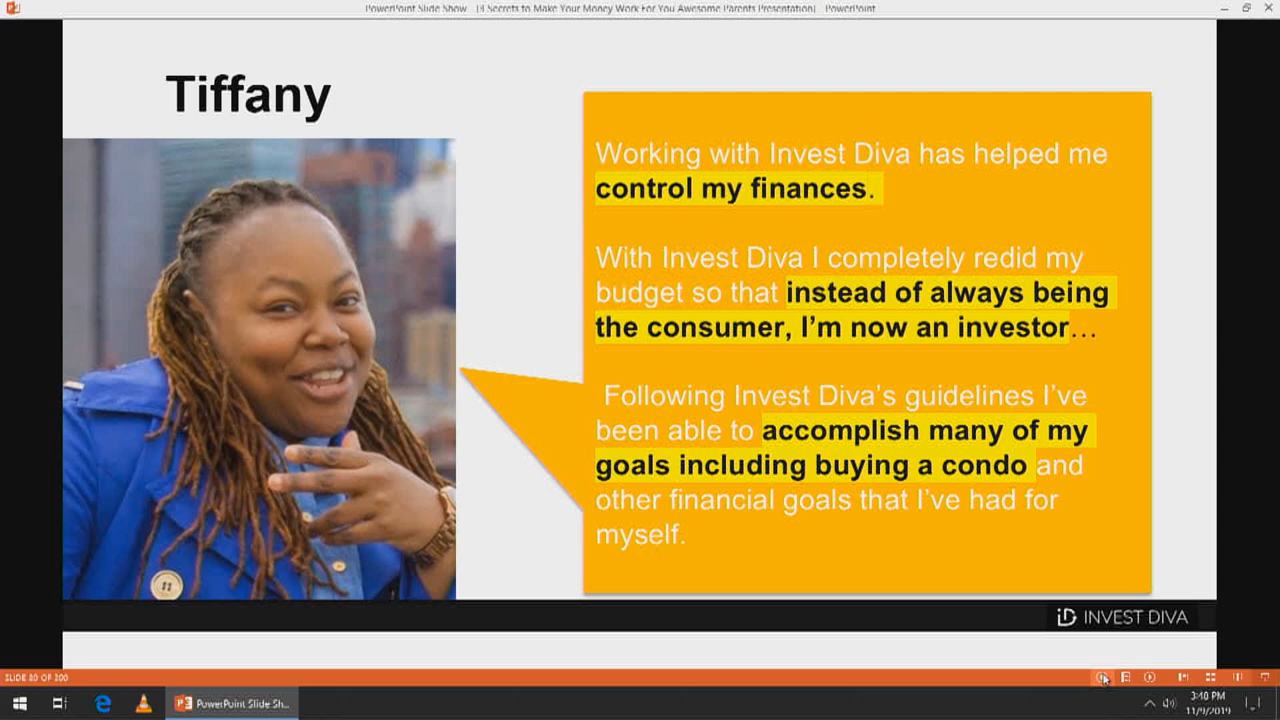 PowerPoint Slide Show - [3 Secrets to Make Your Money Work For You Awesome Parents Presentation] - PowerPoint
Tiffany
Working with Invest Diva has helped me
control my finances.
With Invest Diva I completely redid my
budget so that instead of always being
the consumer, I'm now an investor…
Following Invest Diva's guidelines I've
been able to accomplish many of my
goals including buying a condo and
other financial goals that I've had for
myself.
iD INVEST DIVA
SLIDE 80 OF 300
PowerPoint Slide Sh...
3:40 PM
11/9/2019